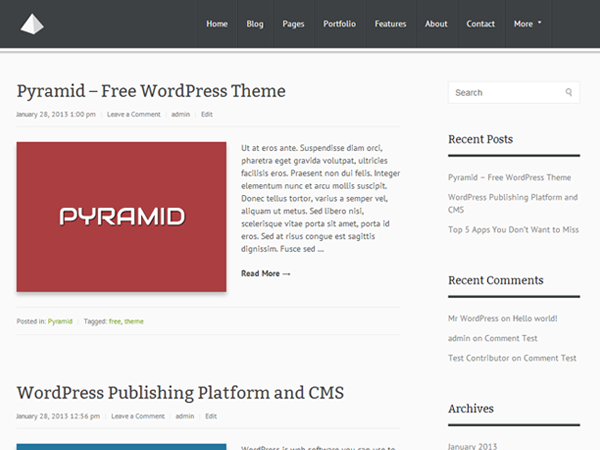 Home Blog Pages Portfolio Features About Contact More
Pyramid – Free WordPress Theme
January 28, 2013 1:00 pm Leave a Comment admin Edit
PYRAMID
Ut at eros ante. Suspendisse diam orci,
pharetra eget gravida volutpat, ultricies
facilisis eros. Praesent non dui felis. Integer
elementum nunc et arcu mollis suscipit.
Donec tellus tortor, varius a semper vel,
aliquam ut metus. Sed libero nisi,
scelerisque vitae porta sit amet, porta id
eros. Sed at risus congue est sagittis
dignissim. Fusce sed ...
Read More →
Posted in: Pyramid Tagged: free, theme
WordPress Publishing Platform and CMS
January 28, 2013 12:56 pm Leave a Comment admin Edit
WordPress is web software you can use to
Search
Recent Posts
Pyramid – Free WordPress Theme
WordPress Publishing Platform and
CMS
Top 5 Apps You Don't Want to Miss
Recent Comments
Mr WordPress on Hello world!
admin on Comment Test
Test Contributor on Comment Test
Archives
January 2013